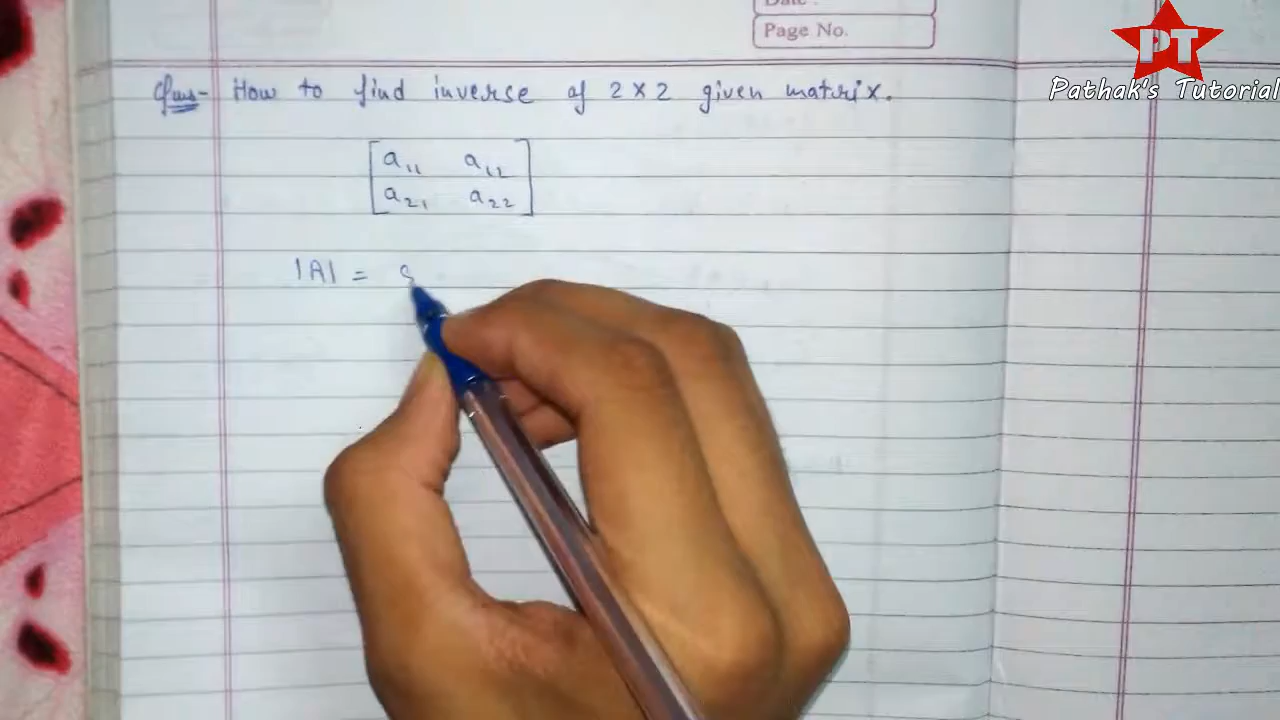 Date :
Page No.
PT
Pathak's Tutorial
Ques- How to find inverse of 2×2 given matrix.
a₁₁ a₁₂
a₂₁ a₂₂
|A| =